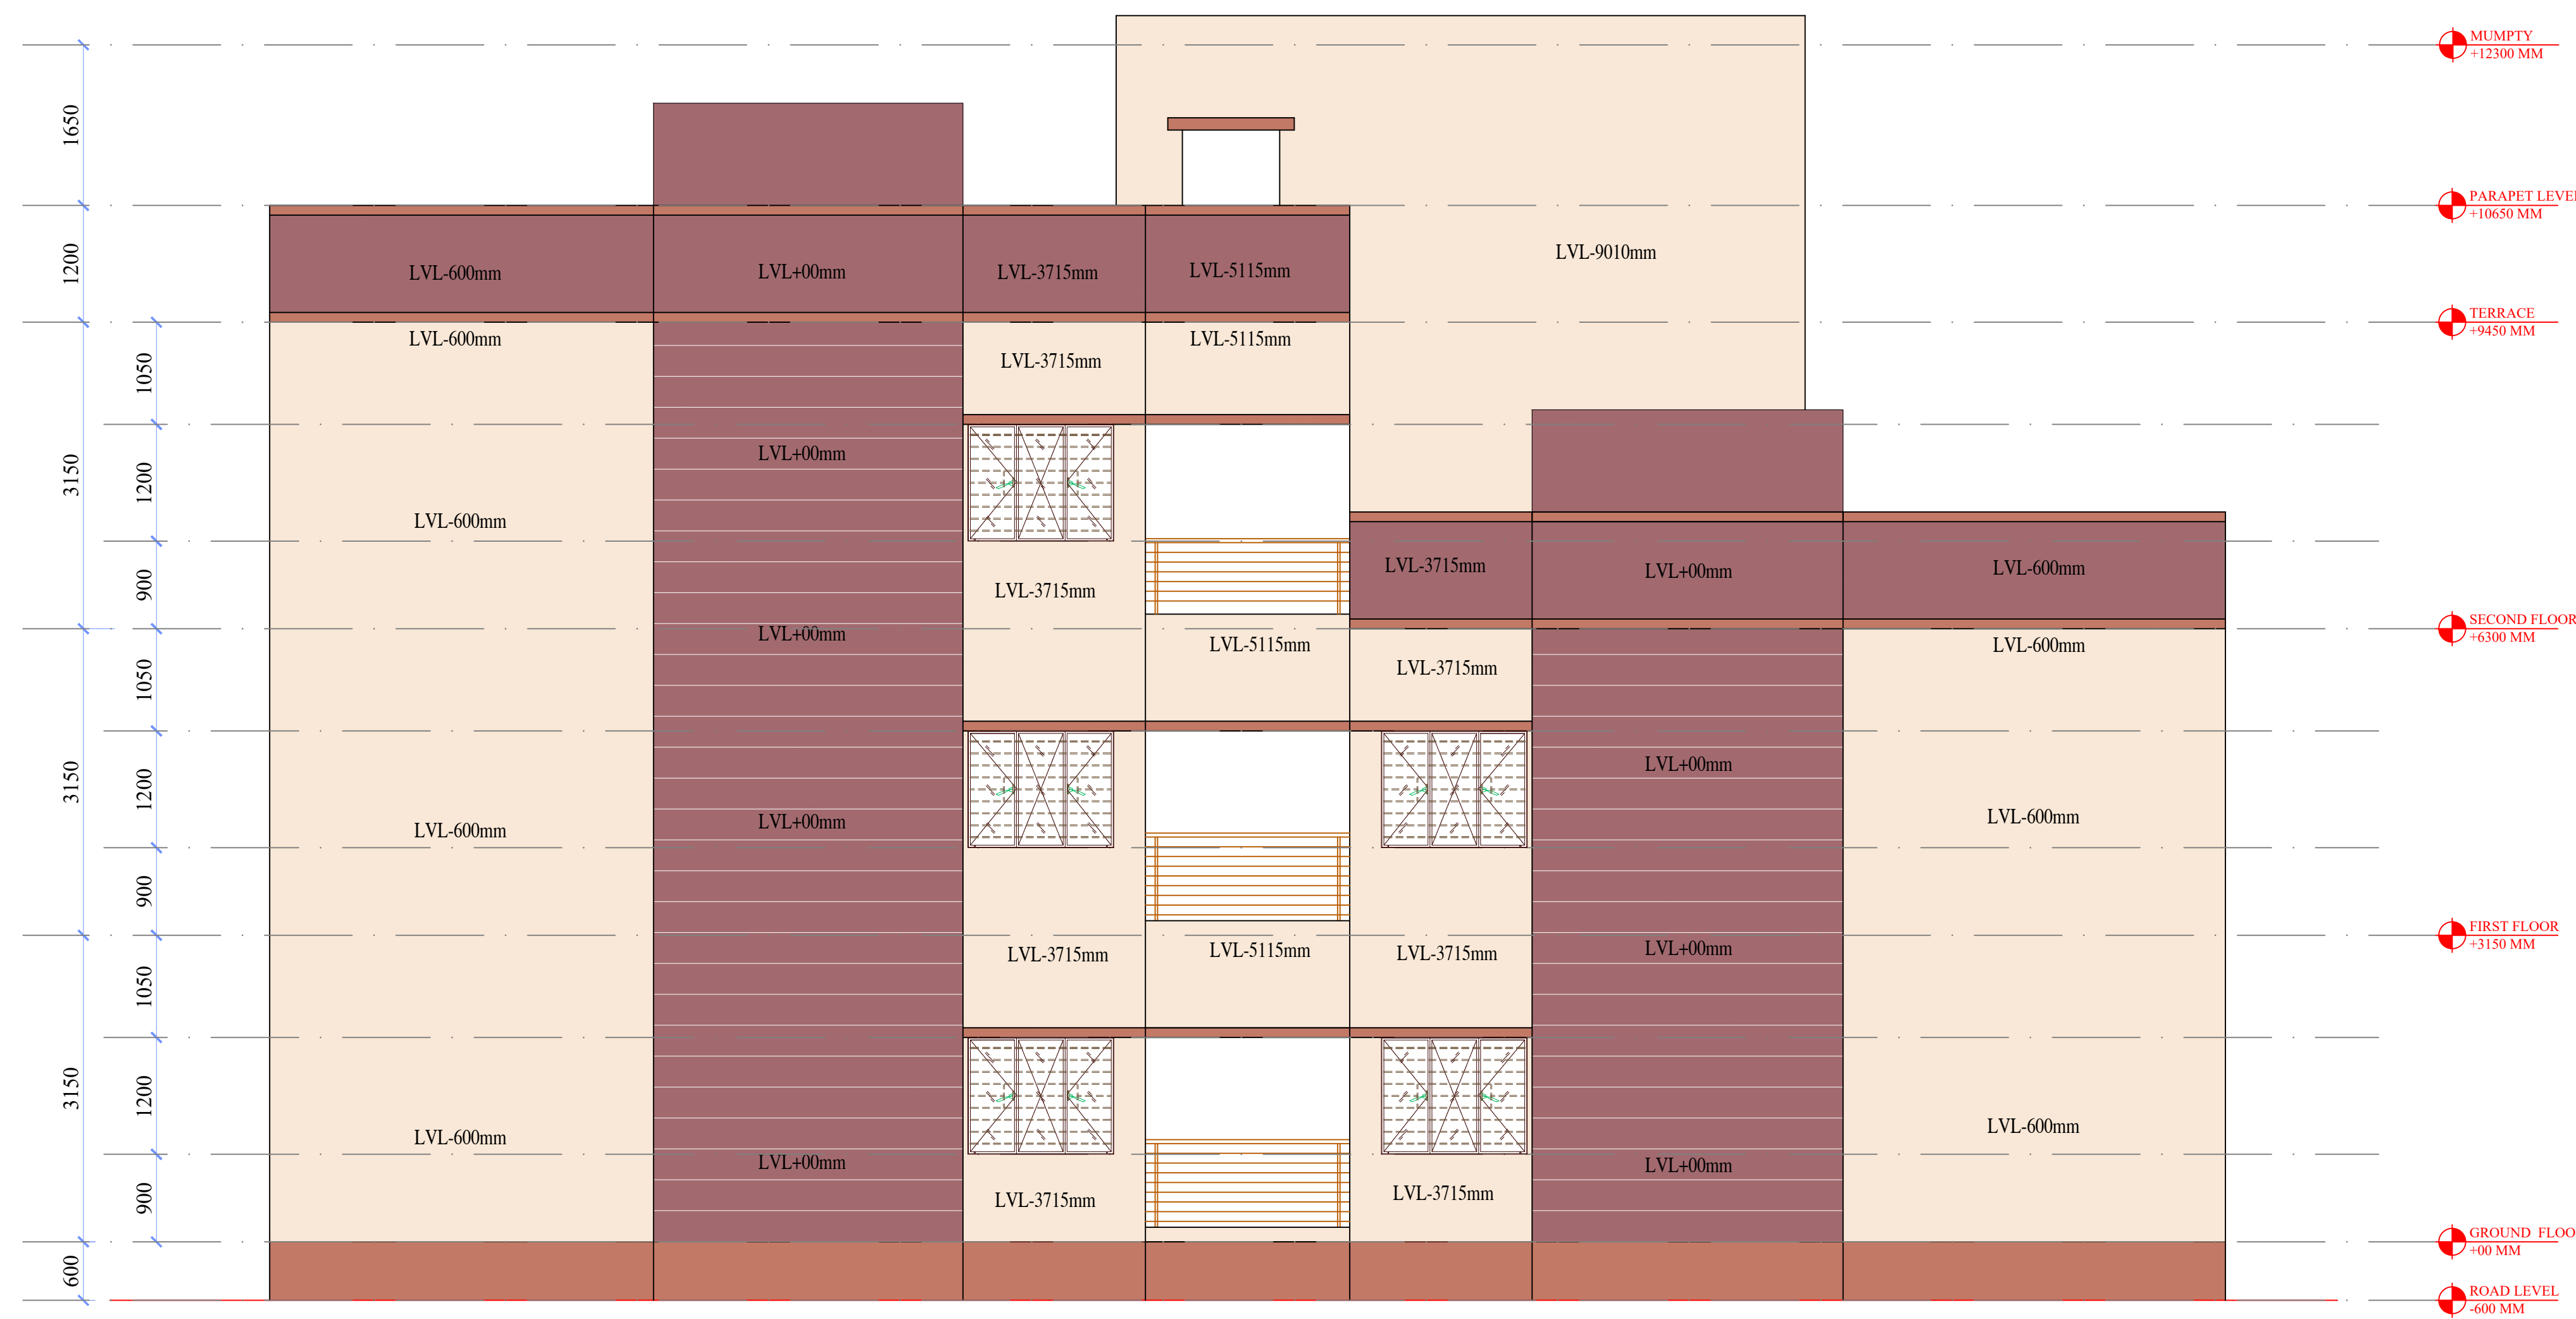 MUMPTY
+12300 MM
1650
PARAPET LEVE
+10650 MM
1200
LVL-600mm
LVL+00mm
LVL-3715mm
LVL-5115mm
LVL-9010mm
TERRACE
+9450 MM
LVL-600mm
LVL-3715mm
LVL-5115mm
1050
LVL+00mm
3150
1200
LVL-600mm
900
LVL-3715mm
LVL-3715mm
LVL+00mm
LVL-600mm
SECOND FLOOR
+6300 MM
LVL+00mm
LVL-5115mm
LVL-3715mm
LVL-600mm
1050
LVL+00mm
3150
1200
LVL-600mm
LVL+00mm
LVL-600mm
900
FIRST FLOOR
+3150 MM
LVL-3715mm
LVL-5115mm
LVL-3715mm
LVL+00mm
1050
3150
1200
LVL-600mm
LVL-600mm
LVL+00mm
LVL+00mm
900
LVL-3715mm
LVL-3715mm
GROUND FLOO
+00 MM
600
ROAD LEVEL
-600 MM